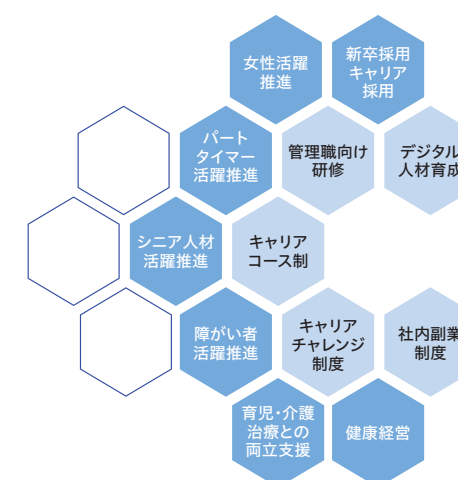 女性活躍
推進
新卒採用
キャリア
採用
パート
タイマー
活躍推進
管理職向け
研修
デジタル
人材育成
シニア人材
活躍推進
キャリア
コース制
障がい者
活躍推進
キャリア
チャレンジ
制度
社内副業
制度
育児・介護
治療との
両立支援
健康経営